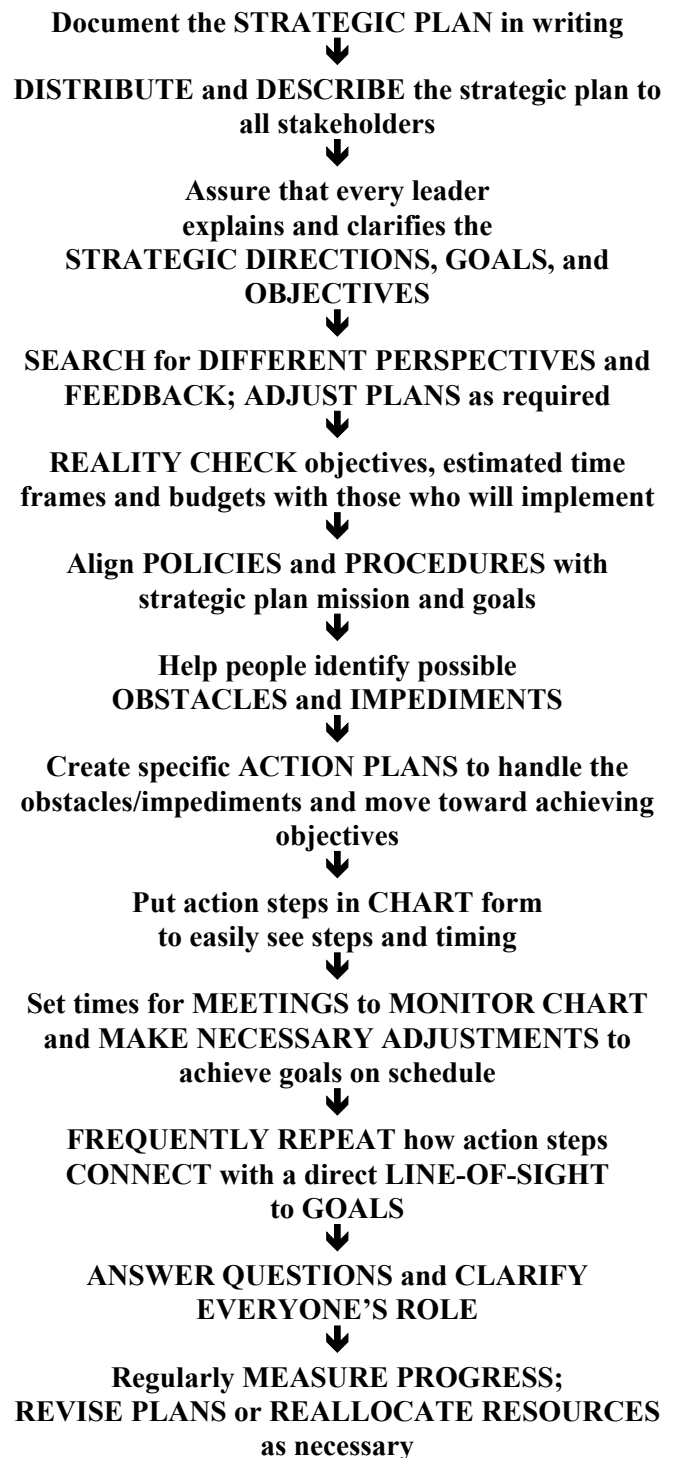 Document the STRATEGIC PLAN in writing
DISTRIBUTE and DESCRIBE the strategic plan to
all stakeholders
Assure that every leader
explains and clarifies the
STRATEGIC DIRECTIONS, GOALS, and
OBJECTIVES
SEARCH for DIFFERENT PERSPECTIVES and
FEEDBACK; ADJUST PLANS as required
REALITY CHECK objectives, estimated time
frames and budgets with those who will implement
Align POLICIES and PROCEDURES with
strategic plan mission and goals
Help people identify possible
OBSTACLES and IMPEDIMENTS
Create specific ACTION PLANS to handle the
obstacles/impediments and move toward achieving
objectives
Put action steps in CHART form
to easily see steps and timing
Set times for MEETINGS to MONITOR CHART
and MAKE NECESSARY ADJUSTMENTS to
achieve goals on schedule
FREQUENTLY REPEAT how action steps
CONNECT with a direct LINE-OF-SIGHT
to GOALS
ANSWER QUESTIONS and CLARIFY
EVERYONE’S ROLE
Regularly MEASURE PROGRESS;
REVISE PLANS or REALLOCATE RESOURCES
as necessary